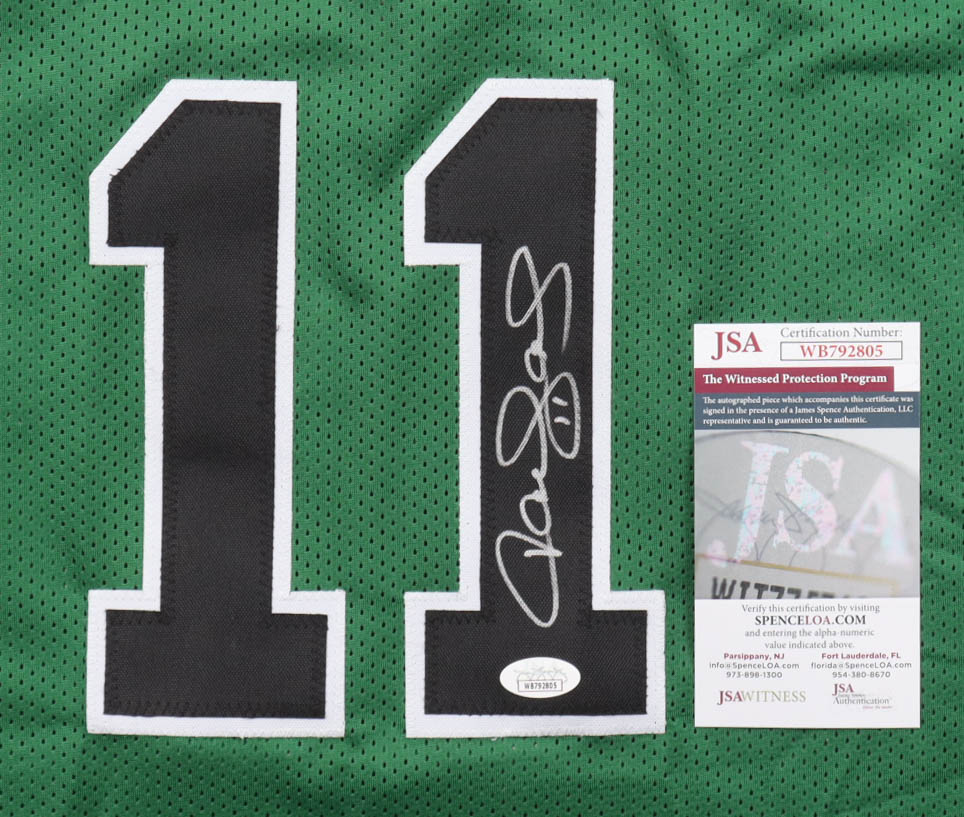 11
11
JSA
Certification Number:
WB792805
The Witnessed Protection Program
The autographed piece which accompanies this certificate was
signed in the presence of a James Spence Authentication, LLC
representative and is guaranteed to be authentic.
JSA
Verify this certification by visiting
SPENCELOA.COM
and entering the alpha-numeric
value indicated above.
Parsippany, NJ
info@SpenceLOA.com
973-898-1300
Fort Lauderdale, FL
florida@SpenceLOA.com
954-380-8670
JSAWITNESS
JSA
Authentication
WB792805